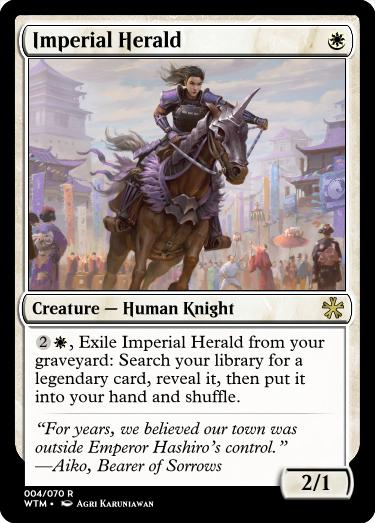 Imperial Herald
Creature — Human Knight
2, Exile Imperial Herald from your
graveyard: Search your library for a
legendary card, reveal it, then put it
into your hand and shuffle.
“For years, we believed our town was
outside Emperor Hashiro’s control.”
—Aiko, Bearer of Sorrows
2/1
004/070 R
WTM • Agri Karuniawan